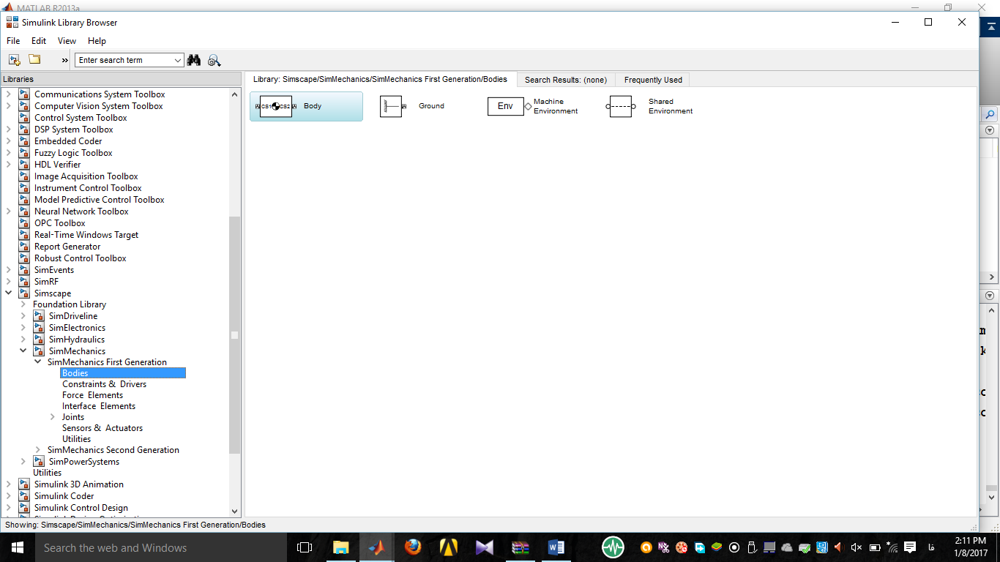 MATLAB R2013a
Simulink Library Browser
File Edit View Help
» Enter search term
Libraries
Communications System Toolbox
Computer Vision System Toolbox
Control System Toolbox
DSP System Toolbox
Embedded Coder
Fuzzy Logic Toolbox
HDL Verifier
Image Acquisition Toolbox
Instrument Control Toolbox
Model Predictive Control Toolbox
Neural Network Toolbox
OPC Toolbox
Real-Time Windows Target
Report Generator
Robust Control Toolbox
SimEvents
SimRF
Simscape
Foundation Library
SimDriveline
SimElectronics
SimHydraulics
SimMechanics
SimMechanics First Generation
Bodies
Constraints & Drivers
Force Elements
Interface Elements
Joints
Sensors & Actuators
Utilities
SimMechanics Second Generation
SimPowerSystems
Utilities
Simulink 3D Animation
Simulink Coder
Simulink Control Design
Library: Simscape/SimMechanics/SimMechanics First Generation/Bodies Search Results: (none) Frequently Used
CS1 CS2 Body
Ground
Env Machine
Environment
Shared
Environment
Showing: Simscape/SimMechanics/SimMechanics First Generation/Bodies
Search the web and Windows
فا
2:11 PM
1/8/2017